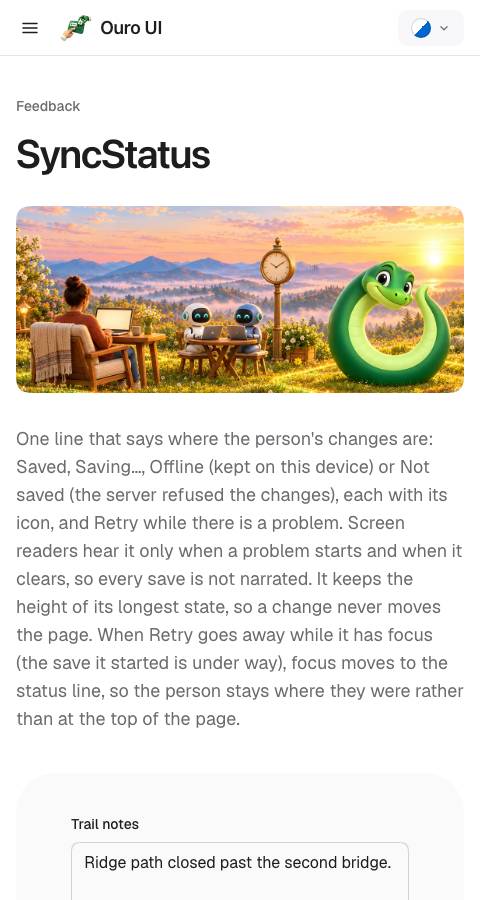 Ouro UI
Feedback
SyncStatus
One line that says where the person's changes are:
Saved, Saving…, Offline (kept on this device) or Not
saved (the server refused the changes), each with its
icon, and Retry while there is a problem. Screen
readers hear it only when a problem starts and when it
clears, so every save is not narrated. It keeps the
height of its longest state, so a change never moves
the page. When Retry goes away while it has focus
(the save it started is under way), focus moves to the
status line, so the person stays where they were rather
than at the top of the page.
Trail notes
Ridge path closed past the second bridge.